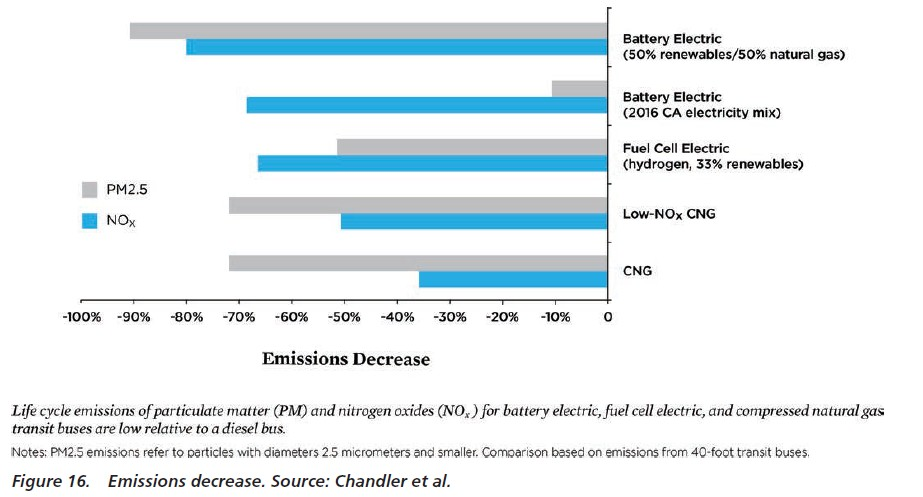 Battery Electric
(50% renewables/50% natural gas)
Battery Electric
(2016 CA electricity mix)
Fuel Cell Electric
(hydrogen, 33% renewables)
PM2.5
NOx
Low-NOx CNG
CNG
-100% -90% -80% -70% -60% -50% -40% -30% -20% -10% 0
Emissions Decrease
Life cycle emissions of particulate matter (PM) and nitrogen oxides (NOx) for battery electric, fuel cell electric, and compressed natural gas
transit buses are low relative to a diesel bus.
Notes: PM2.5 emissions refer to particles with diameters 2.5 micrometers and smaller. Comparison based on emissions from 40-foot transit buses.
Figure 16. Emissions decrease. Source: Chandler et al.